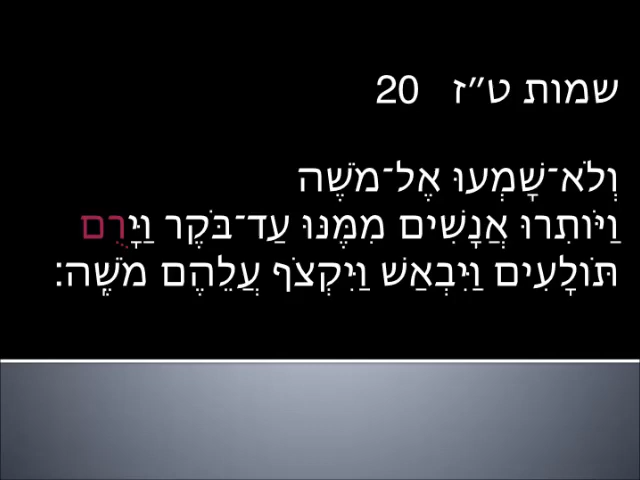 שמות ט״ז 20
וְלֹא־שָׁמְעוּ אֶל־מֹשֶׁה
וַיּוֹתִרוּ אֲנָשִׁים מִמֶּנּוּ עַד־בֹּקֶר וַיָּרֻם
תּוֹלָעִים וַיִּבְאַשׁ וַיִּקְצֹף עֲלֵהֶם מֹשֶׁה׃